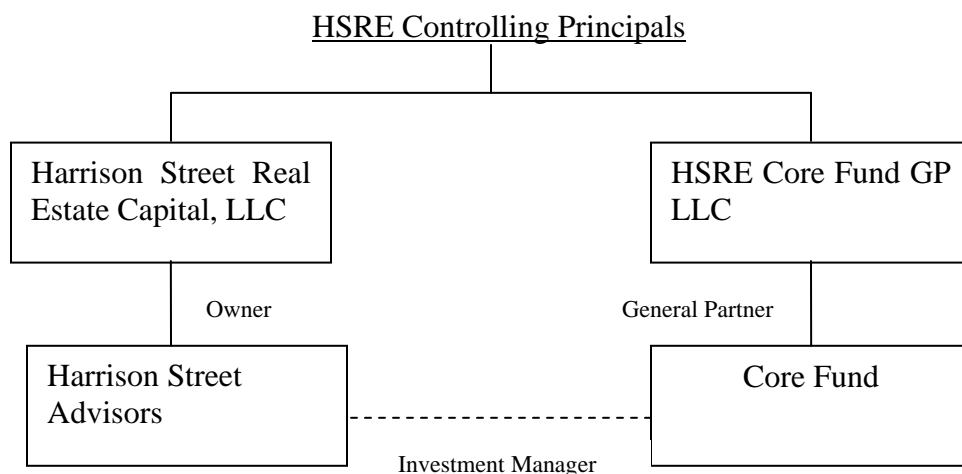 HSRE Controlling Principals
Harrison Street Real
Estate Capital, LLC
HSRE Core Fund GP
LLC
Owner
General Partner
Harrison Street
Advisors
Core Fund
Investment Manager